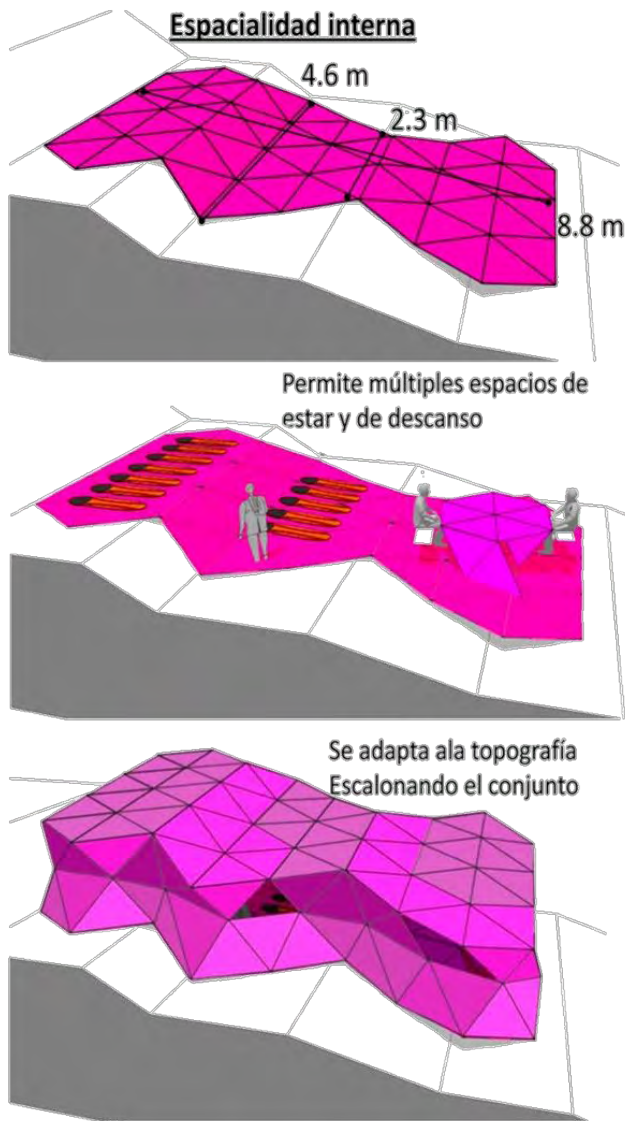 Espacialidad interna
4.6 m
2.3 m
8.8 m
Permite múltiples espacios de
estar y de descanso
Se adapta ala topografía
Escalonando el conjunto